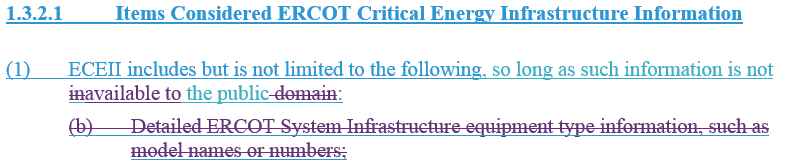 1.3.2.1 Items Considered ERCOT Critical Energy Infrastructure Information
(1) ECEII includes but is not limited to the following, so long as such information is not
inavailable to the public domain:
(b) Detailed ERCOT System Infrastructure equipment type information, such as
model names or numbers;